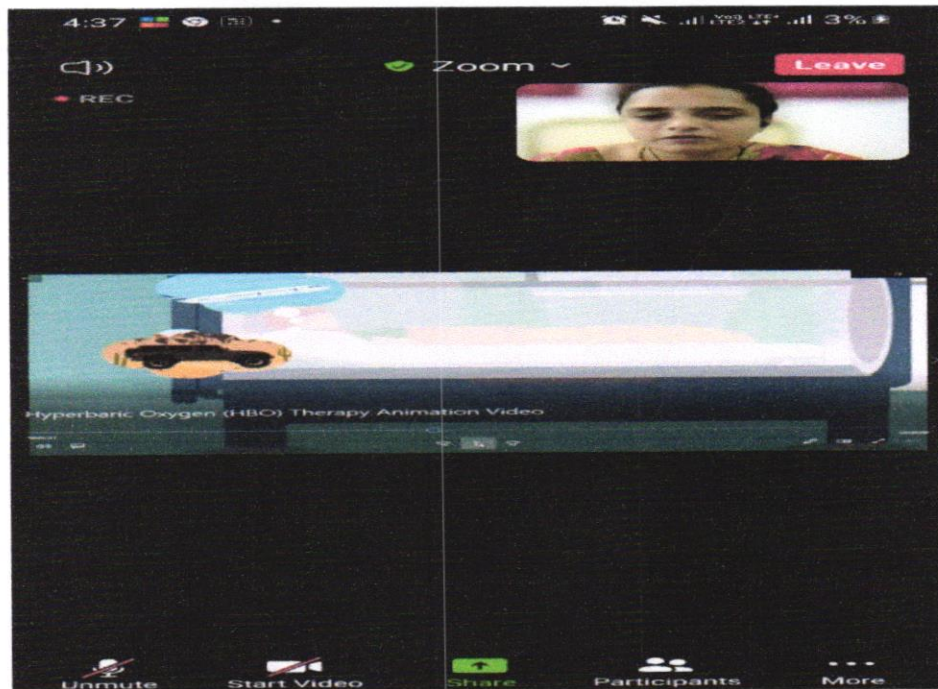 4:37
3%
Zoom
Leave
REC
Hyperbaric Oxygen (HBO) Therapy Animation Video
Unmute
Start Video
Share
Participants
More